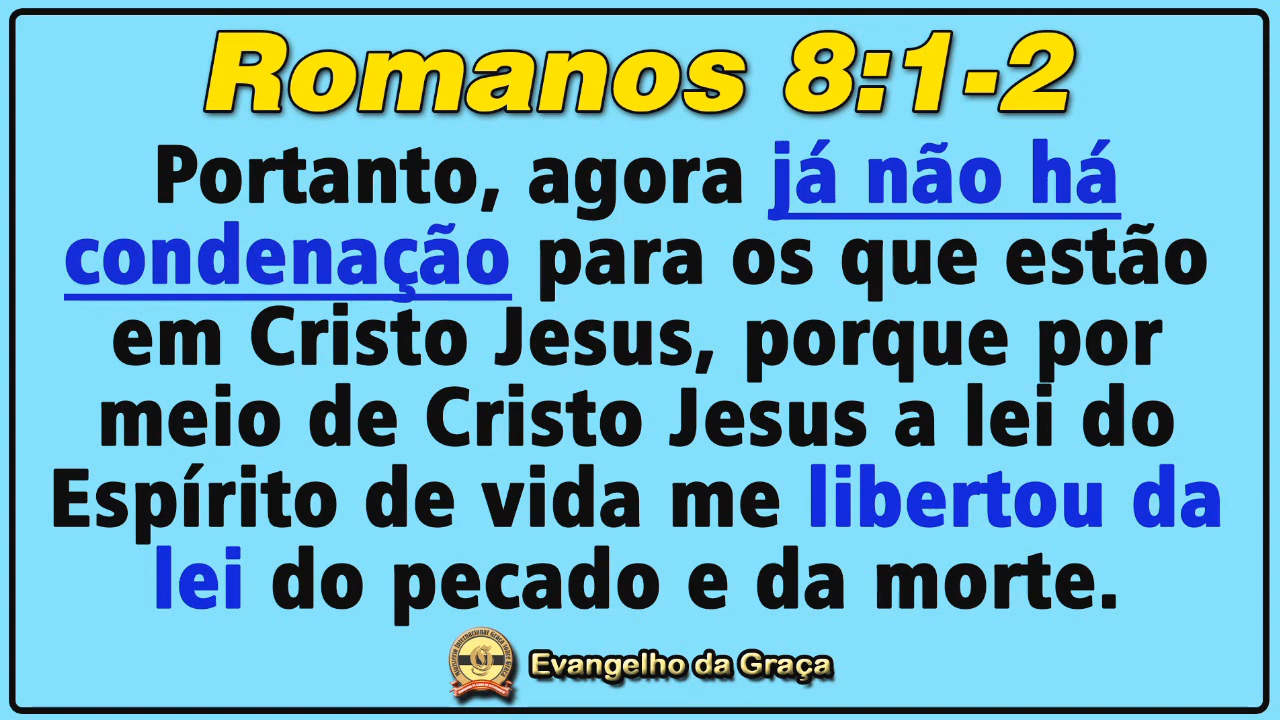 Romanos 8:1-2
Portanto, agora já não há
condenação para os que estão
em Cristo Jesus, porque por
meio de Cristo Jesus a lei do
Espírito de vida me libertou da
lei do pecado e da morte.
Evangelho da Graça